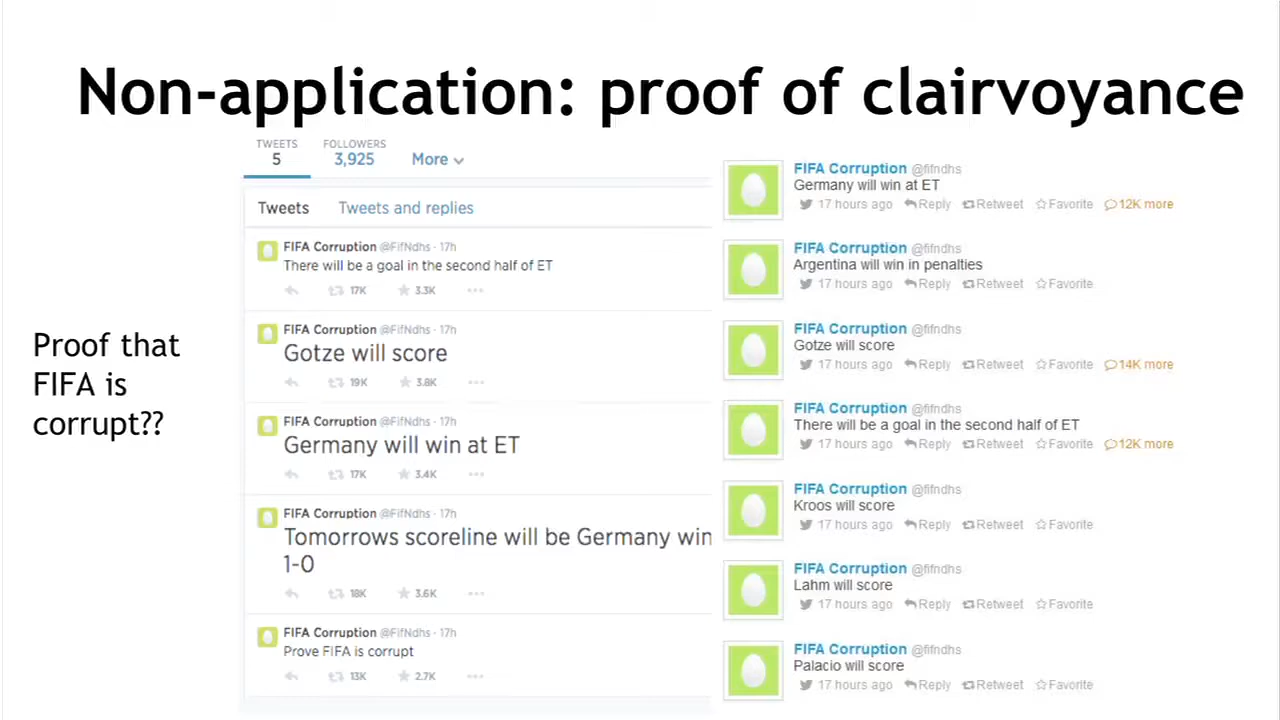 Non-application: proof of clairvoyance
Proof that
FIFA is
corrupt??
TWEETS
5
FOLLOWERS
3,925
More
Tweets Tweets and replies
FIFA Corruption @FifNdhs · 17h
There will be a goal in the second half of ET
17K 3.3K
FIFA Corruption @FifNdhs · 17h
Gotze will score
19K 3.8K
FIFA Corruption @FifNdhs · 17h
Germany will win at ET
17K 3.4K
FIFA Corruption @FifNdhs · 17h
Tomorrows scoreline will be Germany win
1-0
18K 3.6K
FIFA Corruption @FifNdhs · 17h
Prove FIFA is corrupt
13K 2.7K
FIFA Corruption @fifndhs
Germany will win at ET
17 hours ago Reply Retweet Favorite 12K more
FIFA Corruption @fifndhs
Argentina will win in penalties
17 hours ago Reply Retweet Favorite
FIFA Corruption @fifndhs
Gotze will score
17 hours ago Reply Retweet Favorite 14K more
FIFA Corruption @fifndhs
There will be a goal in the second half of ET
17 hours ago Reply Retweet Favorite 12K more
FIFA Corruption @fifndhs
Kroos will score
17 hours ago Reply Retweet Favorite
FIFA Corruption @fifndhs
Lahm will score
17 hours ago Reply Retweet Favorite
FIFA Corruption @fifndhs
Palacio will score
17 hours ago Reply Retweet Favorite